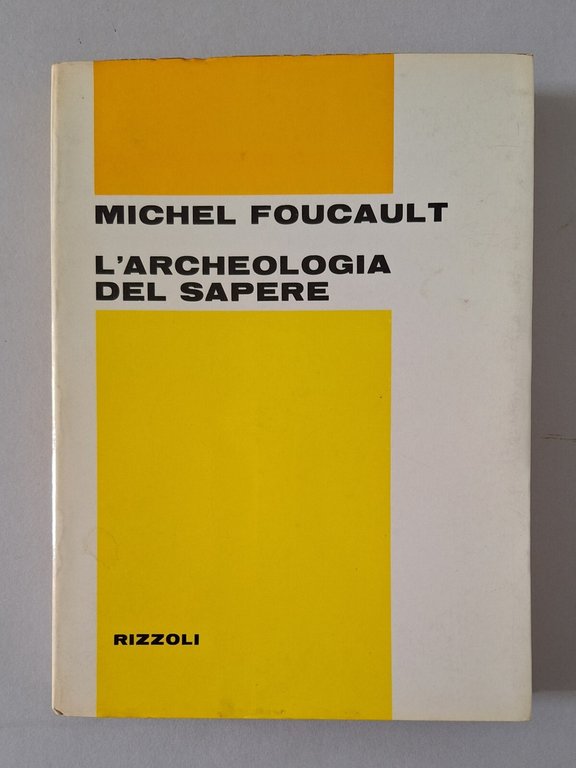 MICHEL FOUCAULT
L'ARCHEOLOGIA
DEL SAPERE
RIZZOLI